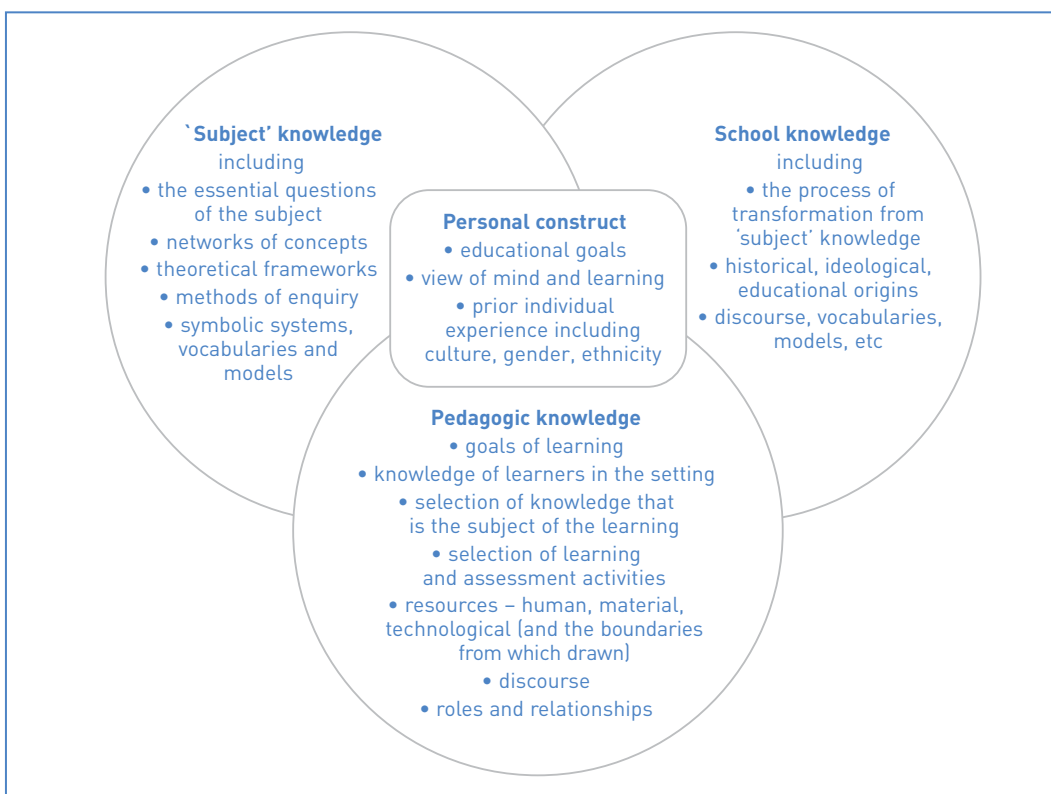 `Subject' knowledge
including
• the essential questions
of the subject
• networks of concepts
• theoretical frameworks
• methods of enquiry
• symbolic systems,
vocabularies and
models
School knowledge
including
• the process of
transformation from
‘subject’ knowledge
• historical, ideological,
educational origins
• discourse, vocabularies,
models, etc
Personal construct
• educational goals
• view of mind and learning
• prior individual
experience including
culture, gender, ethnicity
Pedagogic knowledge
• goals of learning
• knowledge of learners in the setting
• selection of knowledge that
is the subject of the learning
• selection of learning
and assessment activities
• resources – human, material,
technological (and the boundaries
from which drawn)
• discourse
• roles and relationships